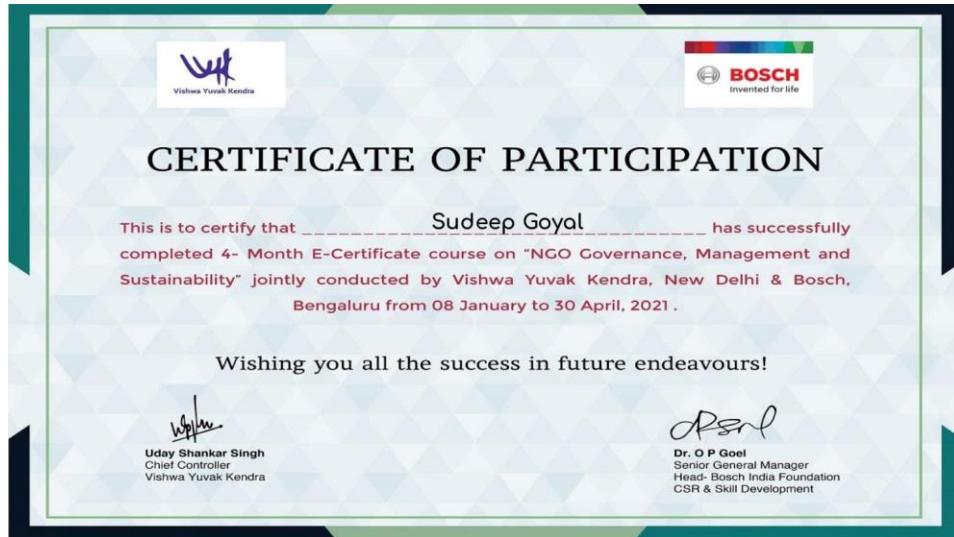 Vishwa Yuvak Kendra
BOSCH
Invented for life
CERTIFICATE OF PARTICIPATION
This is to certify that Sudeep Goyal has successfully
completed 4- Month E-Certificate course on "NGO Governance, Management and
Sustainability" jointly conducted by Vishwa Yuvak Kendra, New Delhi & Bosch,
Bengaluru from 08 January to 30 April, 2021 .
Wishing you all the success in future endeavours!
Uday Shankar Singh
Chief Controller
Vishwa Yuvak Kendra
Dr. O P Goel
Senior General Manager
Head- Bosch India Foundation
CSR & Skill Development